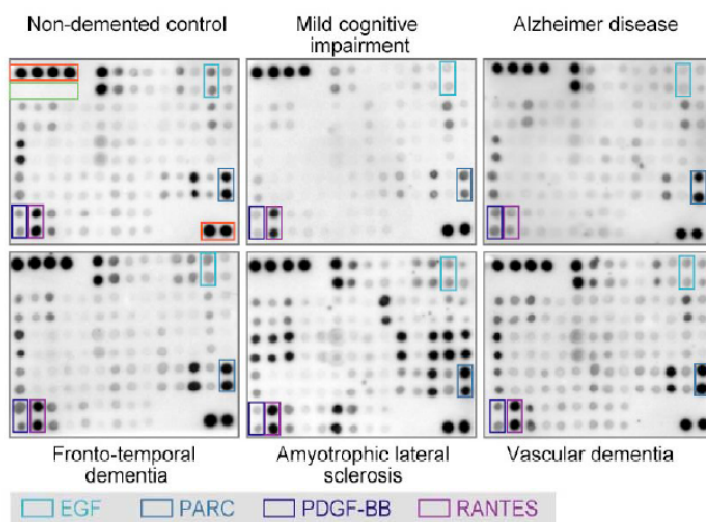 Non-demented control
Mild cognitive
impairment
Alzheimer disease
Fronto-temporal
dementia
Amyotrophic lateral
sclerosis
Vascular dementia
EGF
PARC
PDGF-BB
RANTES